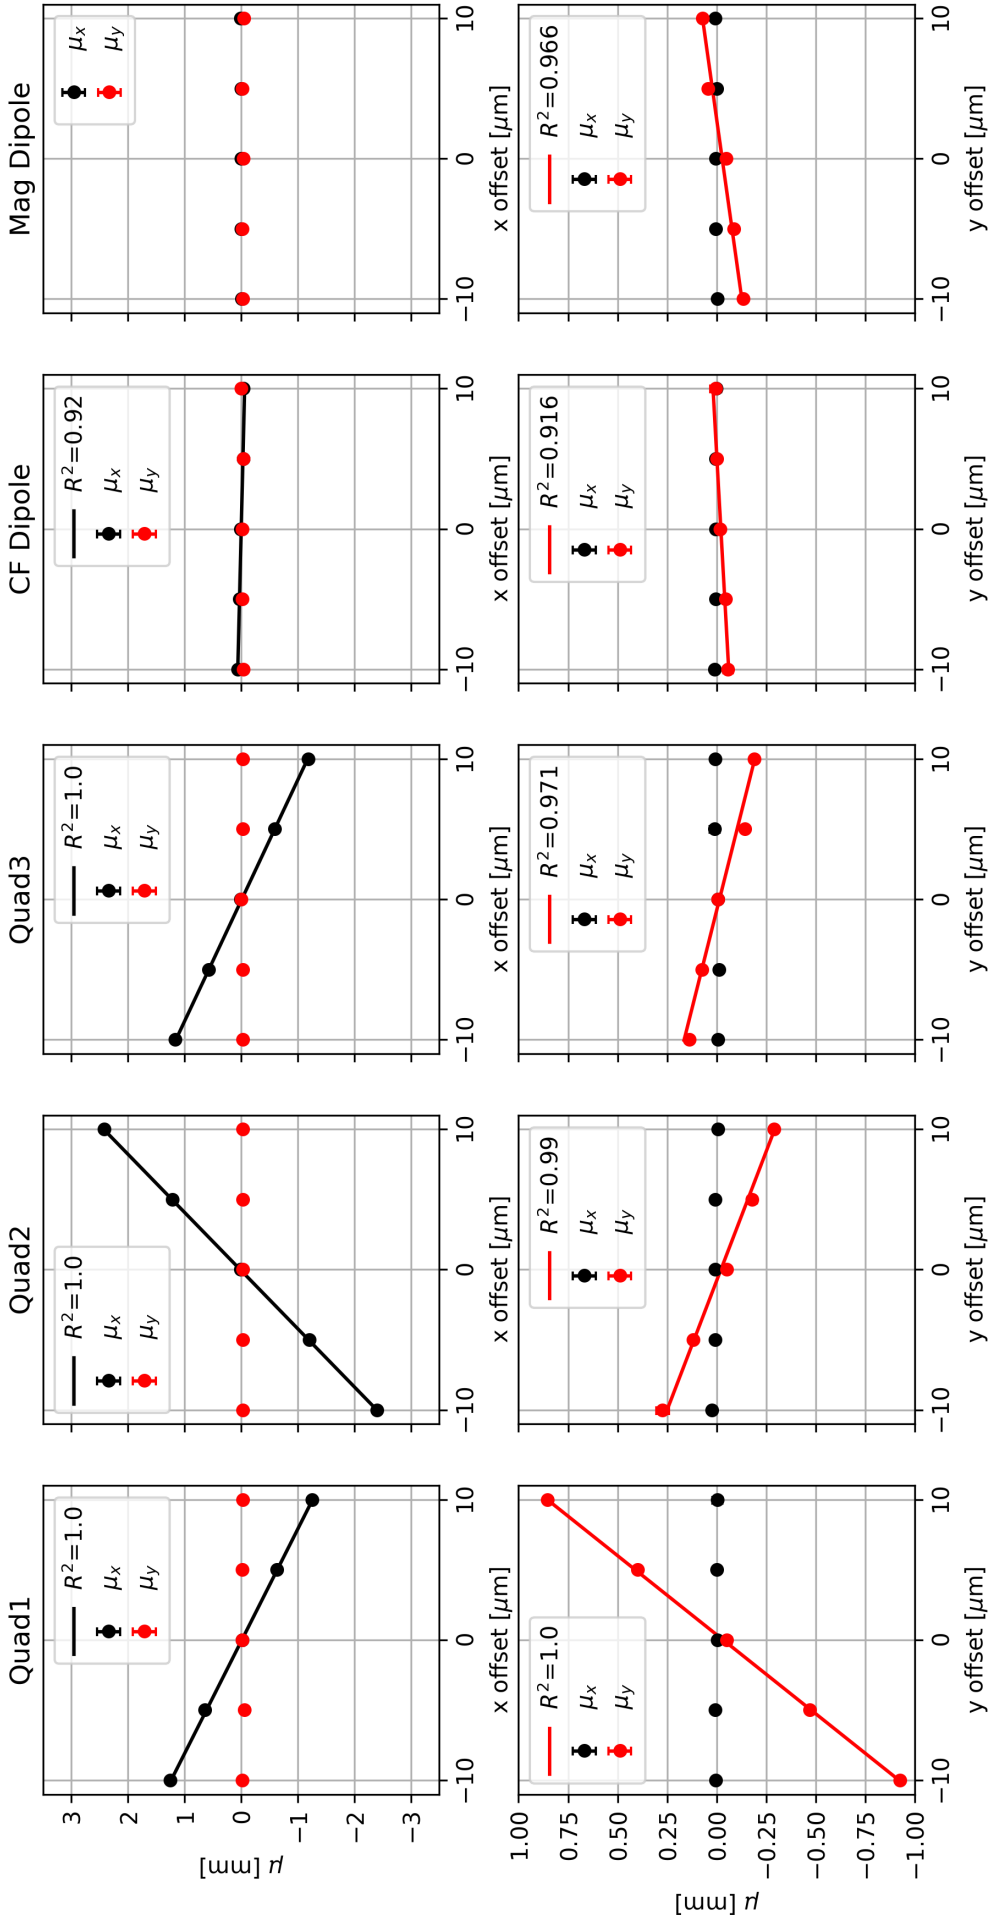 Quad1
Quad2
Quad3
CF Dipole
Mag Dipole
μ [mm]
3
2
1
0
−1
−2
−3
R²=1.0
μx
μy
−10 0 10
x offset [μm]
R²=1.0
μx
μy
−10 0 10
x offset [μm]
R²=1.0
μx
μy
−10 0 10
x offset [μm]
R²=0.92
μx
μy
−10 0 10
x offset [μm]
μx
μy
−10 0 10
x offset [μm]
μ [mm]
1.00
0.75
0.50
0.25
0.00
−0.25
−0.50
−0.75
−1.00
R²=1.0
μx
μy
−10 0 10
y offset [μm]
R²=0.99
μx
μy
−10 0 10
y offset [μm]
R²=0.971
μx
μy
−10 0 10
y offset [μm]
R²=0.916
μx
μy
−10 0 10
y offset [μm]
R²=0.966
μx
μy
−10 0 10
y offset [μm]